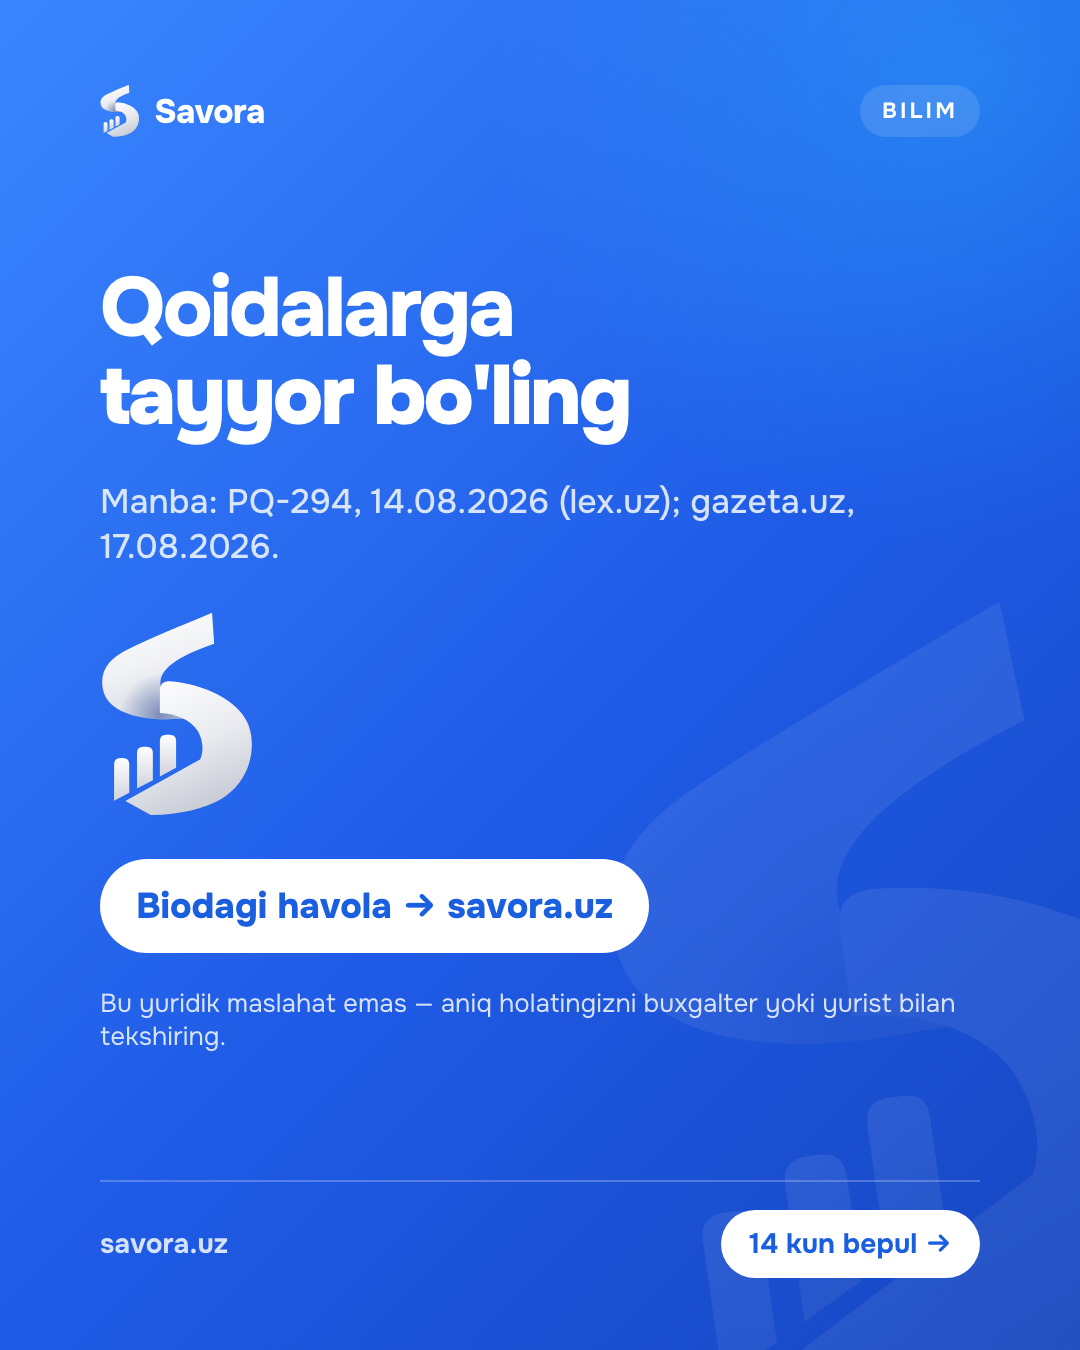 Savora
BILIM
Qoidalarga
tayyor bo'ling
Manba: PQ-294, 14.08.2026 (lex.uz); gazeta.uz,
17.08.2026.
Biodagi havola → savora.uz
Bu yuridik maslahat emas — aniq holatingizni buxgalter yoki yurist bilan
tekshiring.
savora.uz
14 kun bepul →